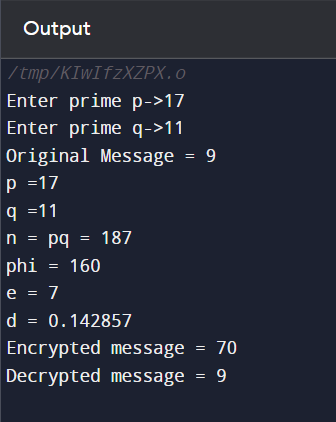 Output
/tmp/KIwIfzXZPX.o
Enter prime p->17
Enter prime q->11
Original Message = 9
p =17
q =11
n = pq = 187
phi = 160
e = 7
d = 0.142857
Encrypted message = 70
Decrypted message = 9